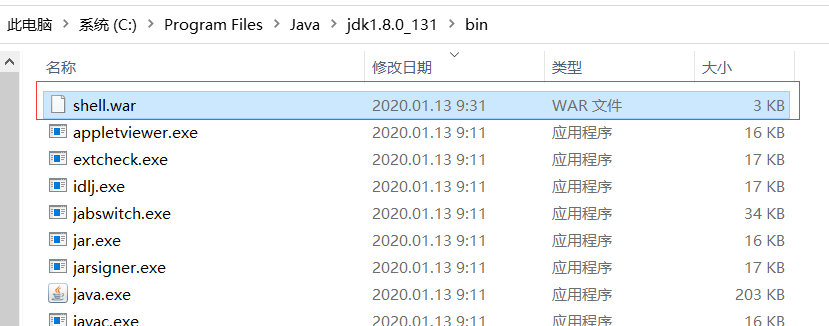 此电脑 > 系统 (C:) > Program Files > Java > jdk1.8.0_131 > bin
名称 修改日期 类型 大小
shell.war 2020.01.13 9:31 WAR 文件 3 KB
appletviewer.exe 2020.01.13 9:11 应用程序 16 KB
extcheck.exe 2020.01.13 9:11 应用程序 17 KB
idlj.exe 2020.01.13 9:11 应用程序 17 KB
jabswitch.exe 2020.01.13 9:11 应用程序 34 KB
jar.exe 2020.01.13 9:11 应用程序 16 KB
jarsigner.exe 2020.01.13 9:11 应用程序 17 KB
java.exe 2020.01.13 9:11 应用程序 203 KB
javac.exe 2020.01.13 9:11 应用程序 16 KB